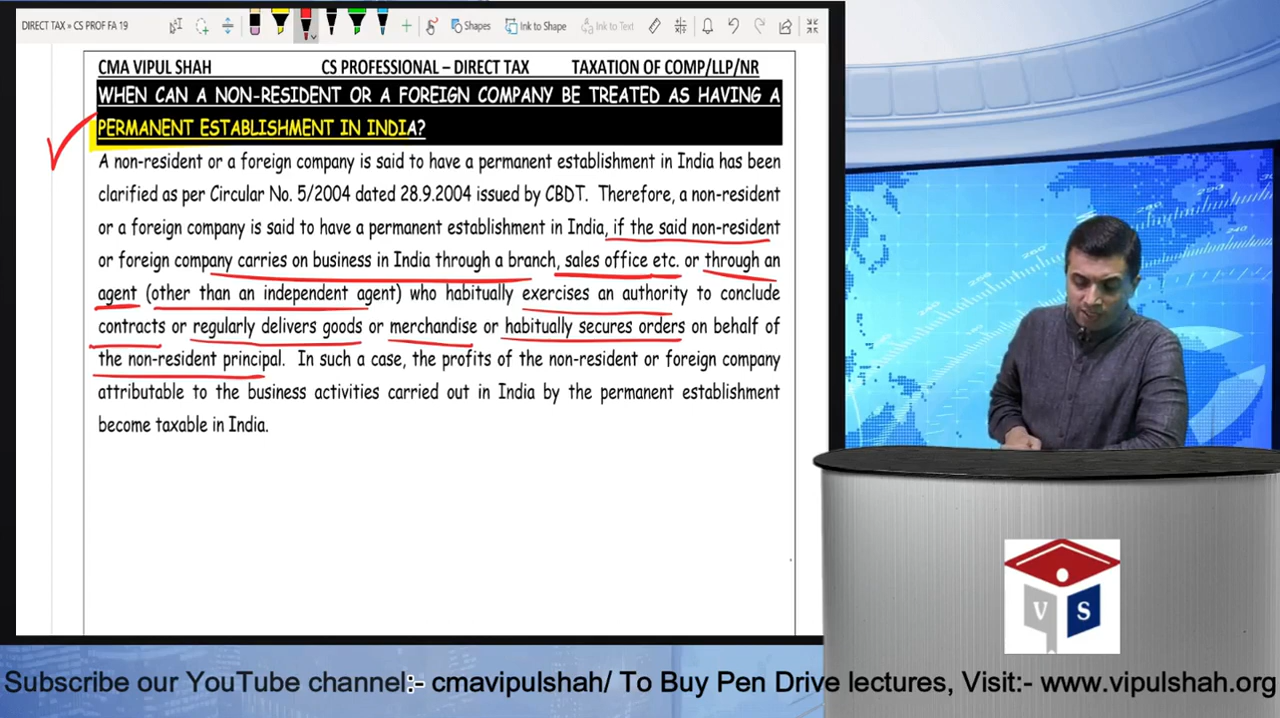 DIRECT TAX » CS PROF FA 19
Shapes
Ink to Shape
Ink to Text
CMA VIPUL SHAH CS PROFESSIONAL – DIRECT TAX TAXATION OF COMP/LLP/NR
WHEN CAN A NON-RESIDENT OR A FOREIGN COMPANY BE TREATED AS HAVING A
PERMANENT ESTABLISHMENT IN INDIA?
A non-resident or a foreign company is said to have a permanent establishment in India has been
clarified as per Circular No. 5/2004 dated 28.9.2004 issued by CBDT. Therefore, a non-resident
or a foreign company is said to have a permanent establishment in India, if the said non-resident
or foreign company carries on business in India through a branch, sales office etc. or through an
agent (other than an independent agent) who habitually exercises an authority to conclude
contracts or regularly delivers goods or merchandise or habitually secures orders on behalf of
the non-resident principal. In such a case, the profits of the non-resident or foreign company
attributable to the business activities carried out in India by the permanent establishment
become taxable in India.
260
240
V S
Subscribe our YouTube channel:- cmavipulshah/ To Buy Pen Drive lectures, Visit:- www.vipulshah.org